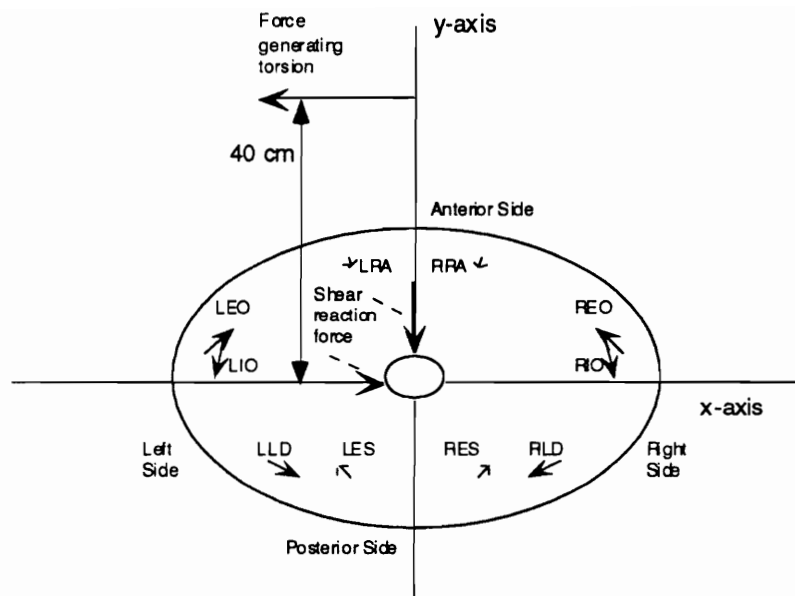 Force
generating
torsion
y-axis
40 cm
Anterior Side
LRA RRA
Shear
reaction
force
LEO
REO
LIO
RIO
x-axis
Left
Side
LLD LES
RES RLD
Right
Side
Posterior Side